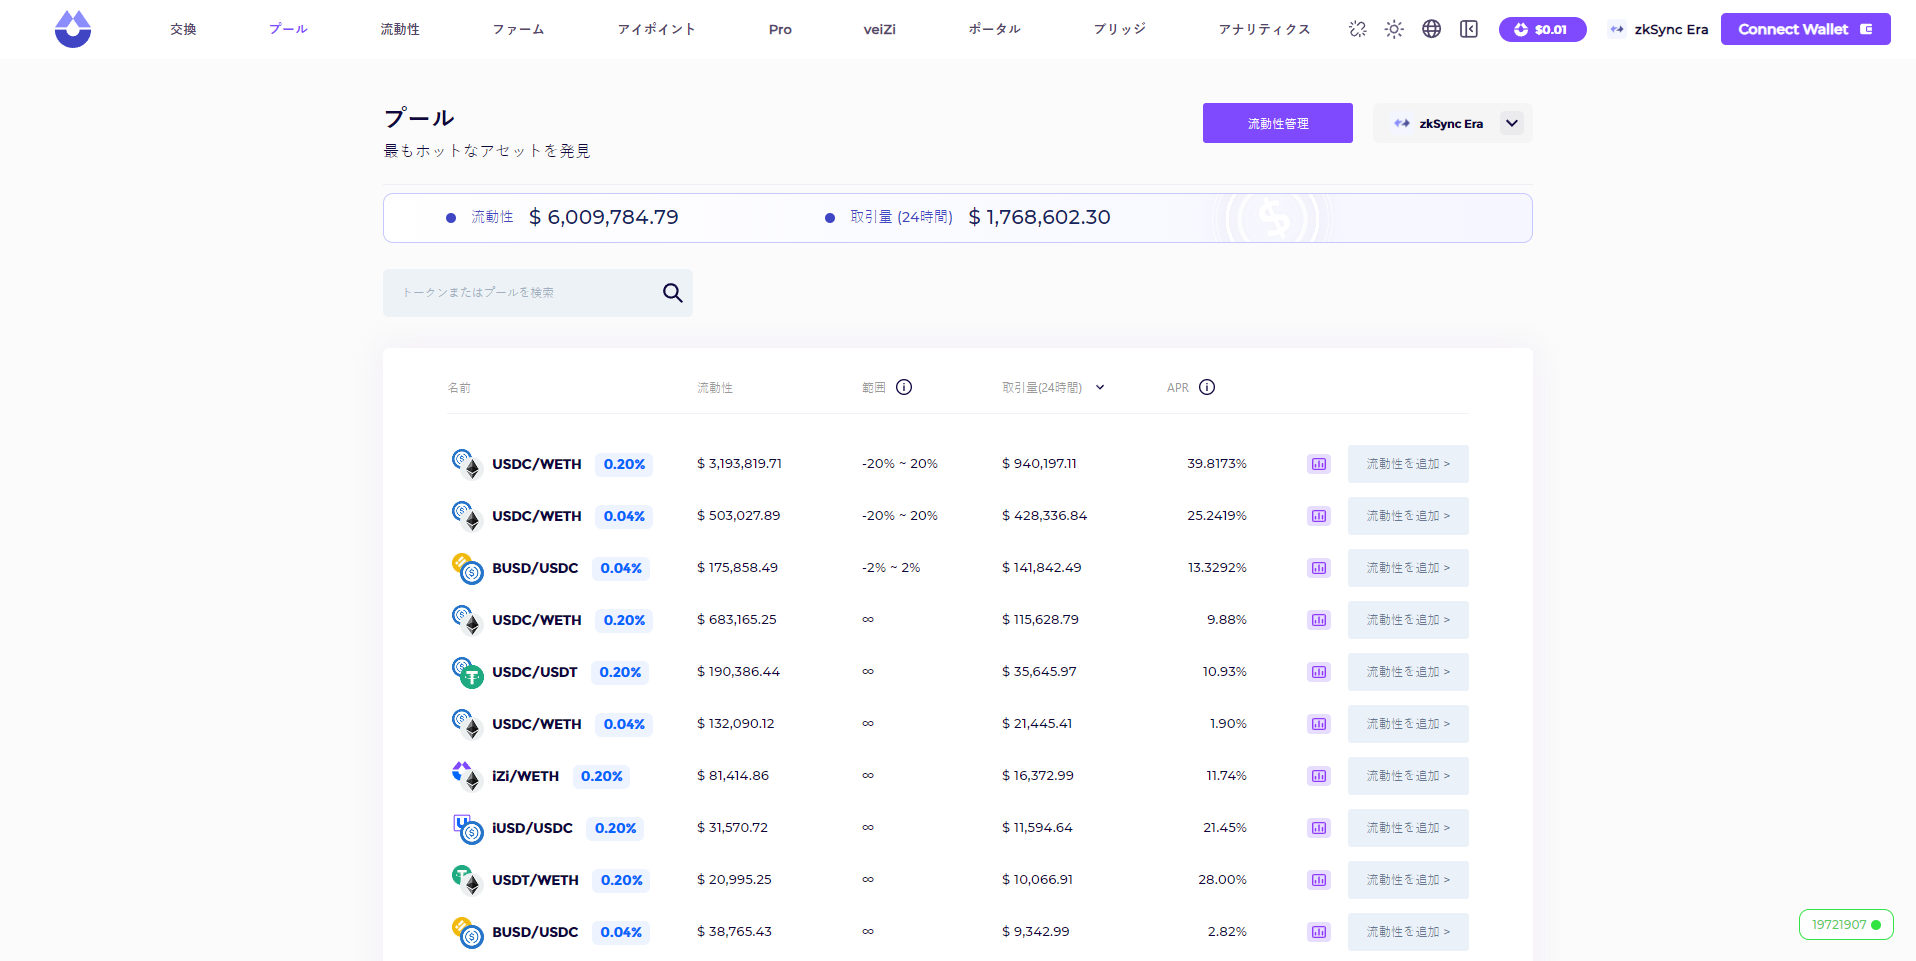 交換 プール 流動性 ファーム アイポイント Pro veiZi ポータル ブリッジ アナリティクス $0.01 zkSync Era Connect Wallet
プール
最もホットなアセットを発見
流動性管理 zkSync Era
流動性 $ 6,009,784.79 取引量 (24時間) $ 1,768,602.30
トークンまたはプールを検索
名前 流動性 範囲 取引量(24時間) APR
USDC/WETH 0.20% $ 3,193,819.71 -20% ~ 20% $ 940,197.11 39.8173% 流動性を追加 >
USDC/WETH 0.04% $ 503,027.89 -20% ~ 20% $ 428,336.84 25.2419% 流動性を追加 >
BUSD/USDC 0.04% $ 175,858.49 -2% ~ 2% $ 141,842.49 13.3292% 流動性を追加 >
USDC/WETH 0.20% $ 683,165.25 ∞ $ 115,628.79 9.88% 流動性を追加 >
USDC/USDT 0.20% $ 190,386.44 ∞ $ 35,645.97 10.93% 流動性を追加 >
USDC/WETH 0.04% $ 132,090.12 ∞ $ 21,445.41 1.90% 流動性を追加 >
iZi/WETH 0.20% $ 81,414.86 ∞ $ 16,372.99 11.74% 流動性を追加 >
iUSD/USDC 0.20% $ 31,570.72 ∞ $ 11,594.64 21.45% 流動性を追加 >
USDT/WETH 0.20% $ 20,995.25 ∞ $ 10,066.91 28.00% 流動性を追加 >
BUSD/USDC 0.04% $ 38,765.43 ∞ $ 9,342.99 2.82% 流動性を追加 >
19721907